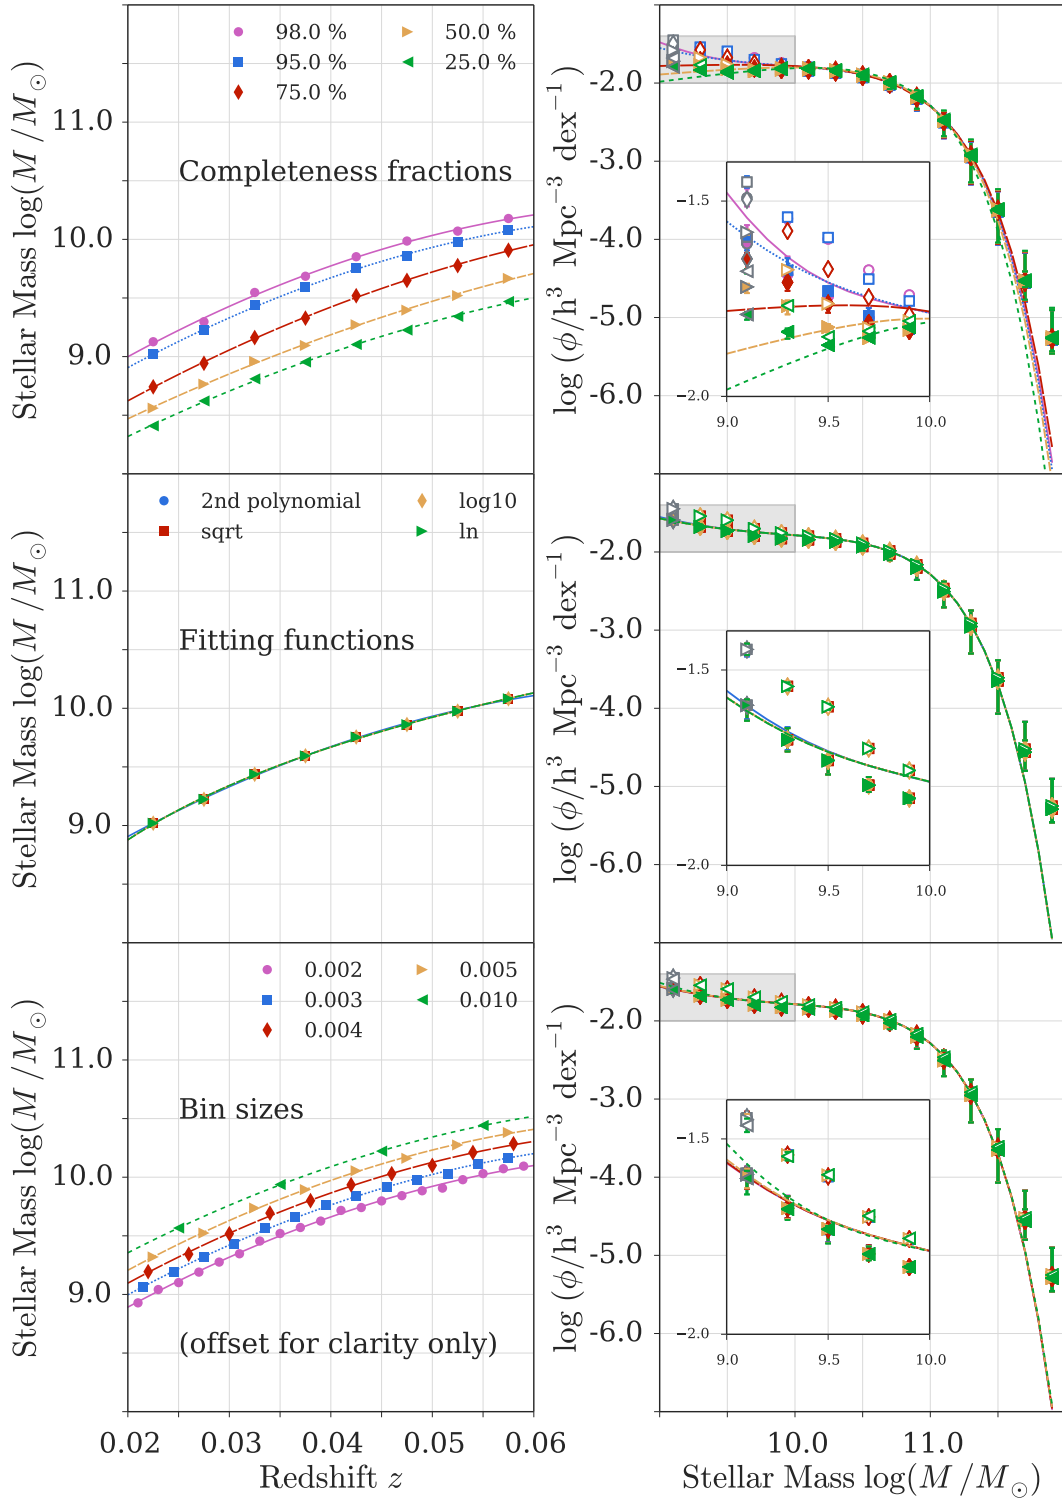 98.0 %
95.0 %
75.0 %
50.0 %
25.0 %
11.0
10.0
9.0
Stellar Mass log(M/M☉)
Completeness fractions
-2.0
-3.0
-4.0
-5.0
-6.0
log (ϕ/h³ Mpc⁻³ dex⁻¹)
−1.5
−2.0
9.0 9.5 10.0
2nd polynomial
sqrt
log10
ln
11.0
10.0
9.0
Stellar Mass log(M/M☉)
Fitting functions
-2.0
-3.0
-4.0
-5.0
-6.0
log (ϕ/h³ Mpc⁻³ dex⁻¹)
−1.5
−2.0
9.0 9.5 10.0
0.002
0.003
0.004
0.005
0.010
11.0
10.0
9.0
Stellar Mass log(M/M☉)
Bin sizes
(offset for clarity only)
0.02 0.03 0.04 0.05 0.06
Redshift z
-2.0
-3.0
-4.0
-5.0
-6.0
log (ϕ/h³ Mpc⁻³ dex⁻¹)
−1.5
−2.0
9.0 9.5 10.0
10.0 11.0
Stellar Mass log(M/M☉)